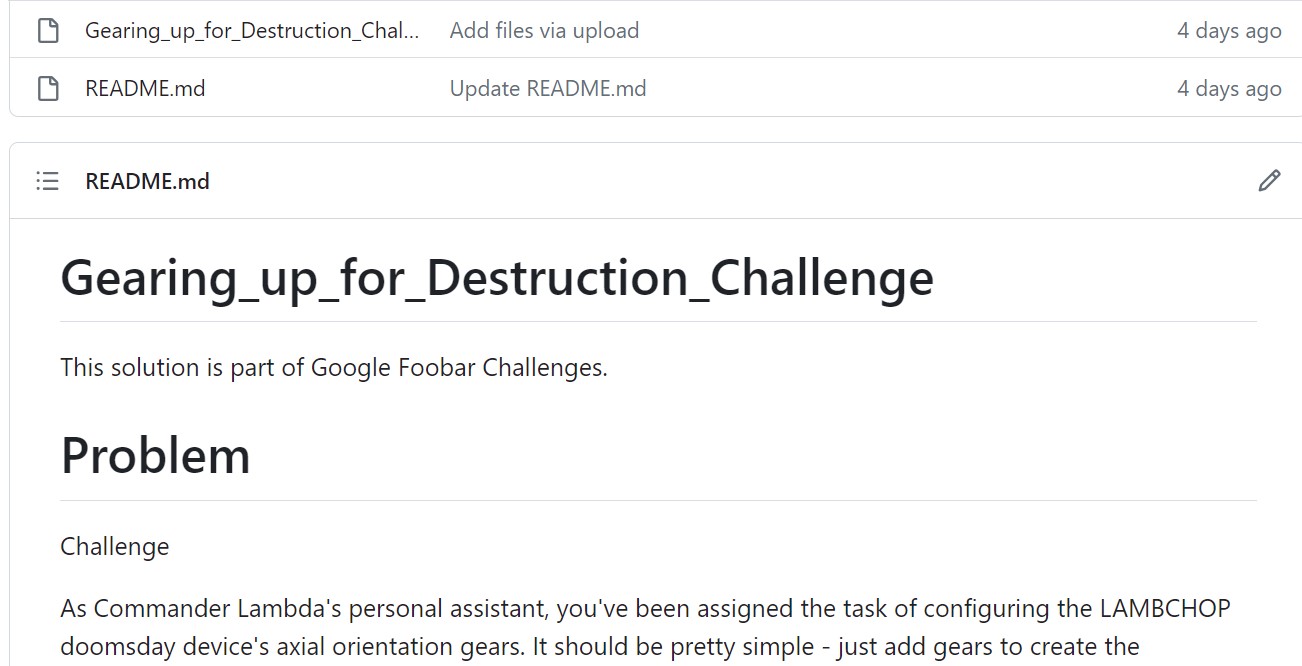 Gearing_up_for_Destruction_Chal... Add files via upload 4 days ago
README.md Update README.md 4 days ago
README.md
Gearing_up_for_Destruction_Challenge
This solution is part of Google Foobar Challenges.
Problem
Challenge
As Commander Lambda's personal assistant, you've been assigned the task of configuring the LAMBCHOP
doomsday device's axial orientation gears. It should be pretty simple - just add gears to create the